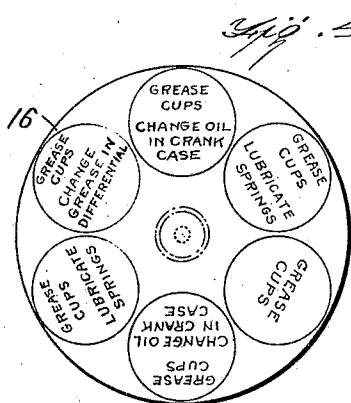 Fig. 5
16
GREASE
CUPS
CHANGE OIL
IN CRANK
CASE
GREASE
CUPS
LUBRICATE
SPRINGS
GREASE
CUPS
GREASE
CUPS
CHANGE OIL
IN CRANK
CASE
GREASE
CUPS
LUBRICATE
SPRINGS
GREASE
CUPS
CHANGE
GREASE IN
DIFFERENTIAL